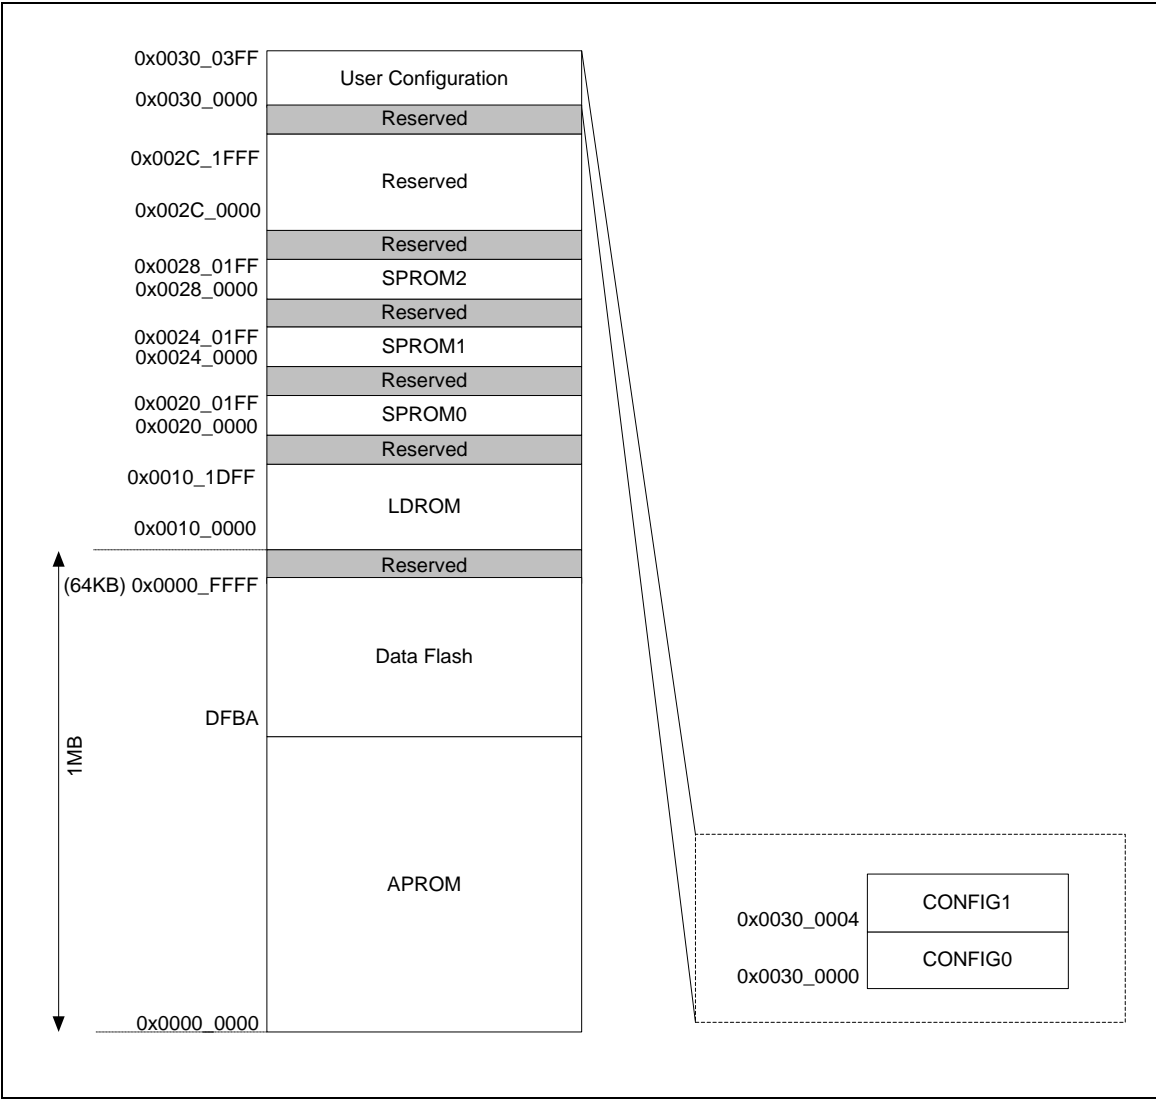 0x0030_03FF
User Configuration
0x0030_0000
Reserved
0x002C_1FFF
Reserved
0x002C_0000
Reserved
0x0028_01FF
SPROM2
0x0028_0000
Reserved
0x0024_01FF
SPROM1
0x0024_0000
Reserved
0x0020_01FF
SPROM0
0x0020_0000
Reserved
0x0010_1DFF
LDROM
0x0010_0000
Reserved
(64KB) 0x0000_FFFF
Data Flash
DFBA
1MB
APROM
0x0000_0000
CONFIG1
0x0030_0004
CONFIG0
0x0030_0000